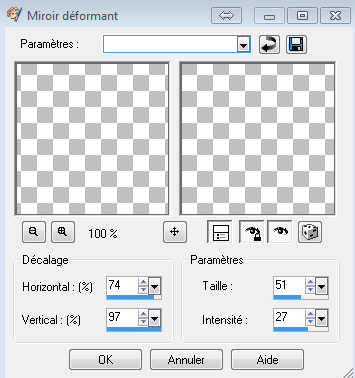 Miroir déformant
Paramètres :
100 %
Décalage
Horizontal : (%) 74
Vertical : (%) 97
Paramètres
Taille : 51
Intensité : 27
OK Annuler Aide